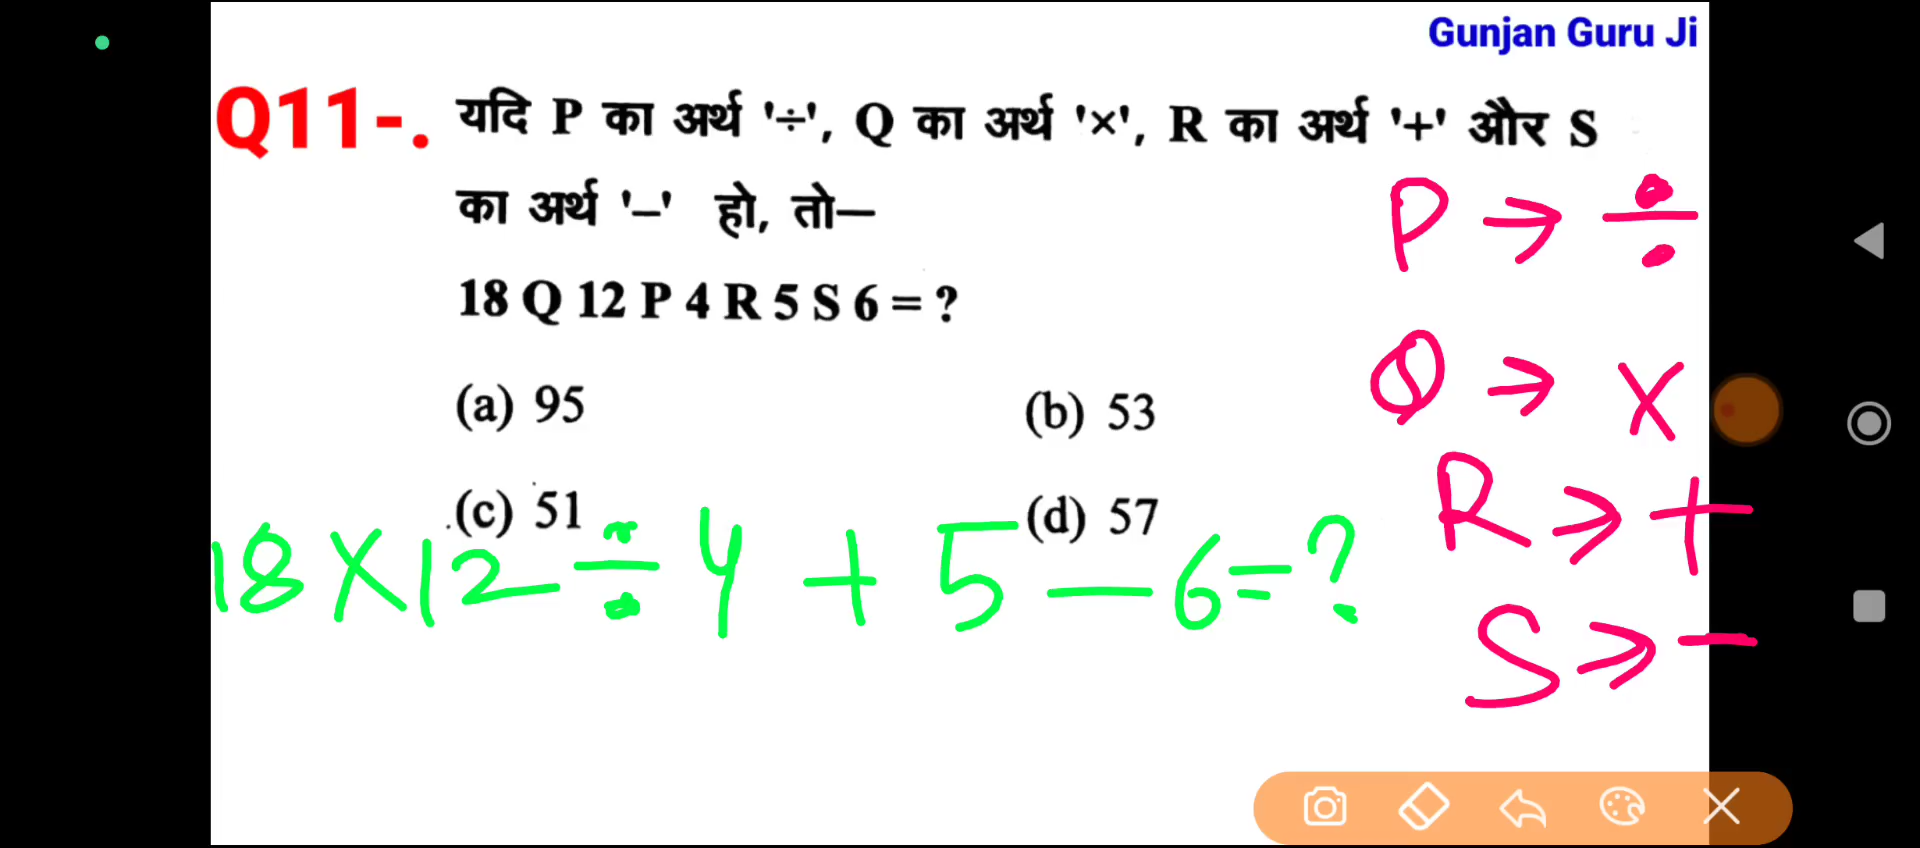 Gunjan Guru Ji
Q11-. यदि P का अर्थ '÷', Q का अर्थ '×', R का अर्थ '+' और S
का अर्थ '–' हो, तो—
18 Q 12 P 4 R 5 S 6 = ?
(a) 95 (b) 53
(c) 51 (d) 57
18 × 12 ÷ 4 + 5 – 6 = ?
P → ÷
Q → ×
R → +
S → –